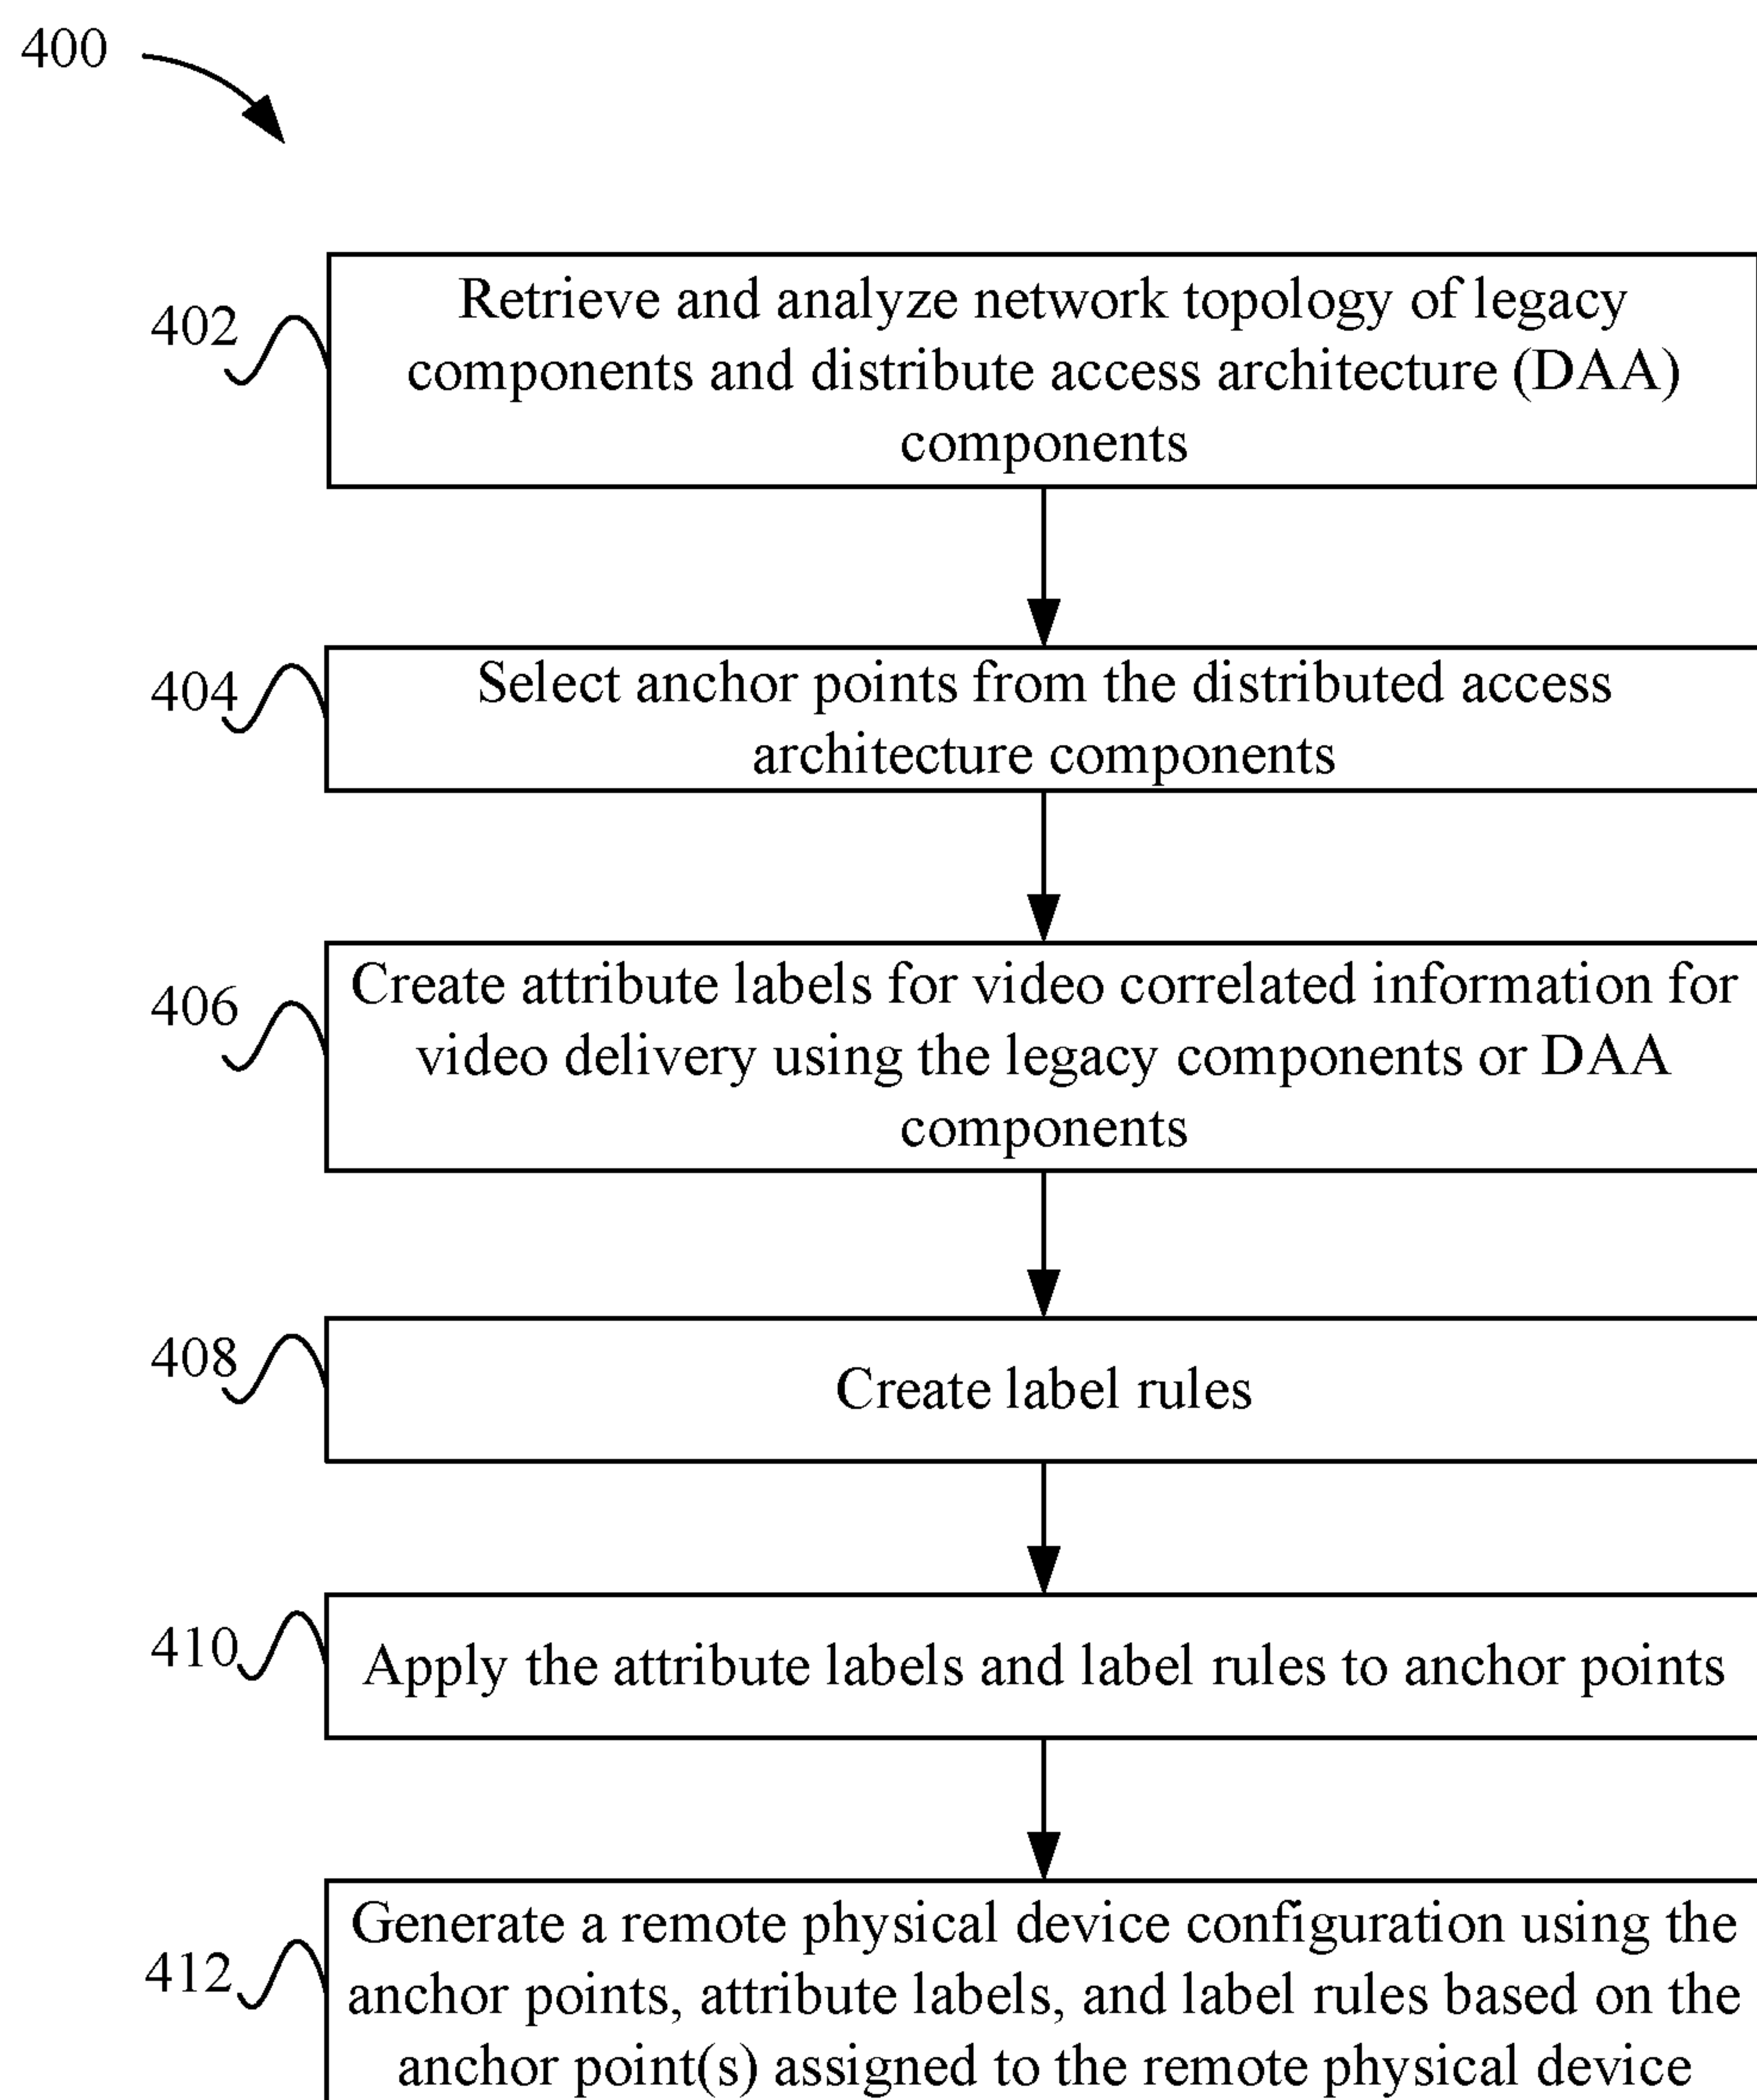 400
402
Retrieve and analyze network topology of legacy
components and distribute access architecture (DAA)
components
404
Select anchor points from the distributed access
architecture components
406
Create attribute labels for video correlated information for
video delivery using the legacy components or DAA
components
408
Create label rules
410
Apply the attribute labels and label rules to anchor points
412
Generate a remote physical device configuration using the
anchor points, attribute labels, and label rules based on the
anchor point(s) assigned to the remote physical device